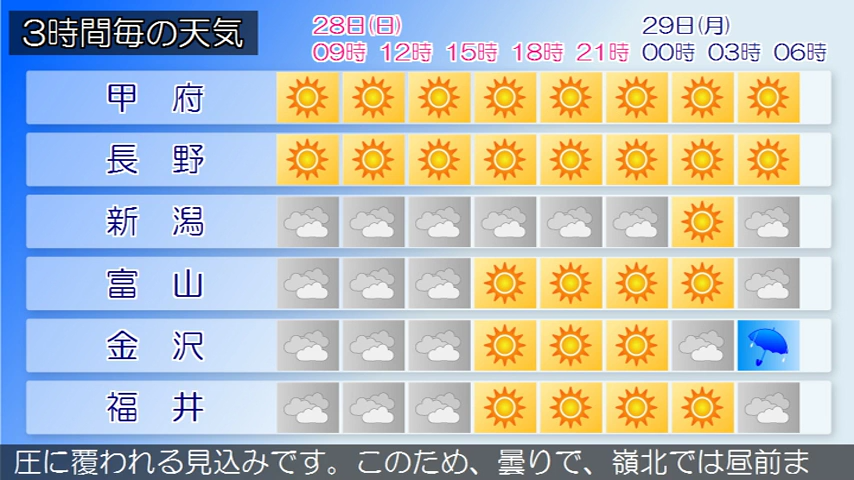 3時間毎の天気
28日(日) 29日(月)
09時 12時 15時 18時 21時 00時 03時 06時
甲府
長野
新潟
富山
金沢
福井
圧に覆われる見込みです。このため、曇りで、嶺北では昼前ま